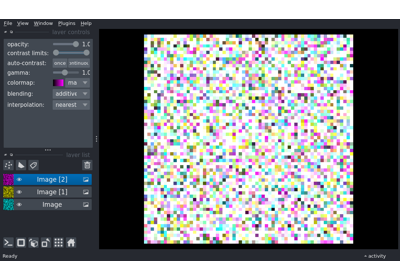 File View Window Plugins Help
layer controls
opacity: 1.0
contrast limits:
auto-contrast: once
gamma: 1.0
colormap: ma
blending: additive
interpolation: nearest
layer list
Image [2]
Image [1]
Image
Ready
activity